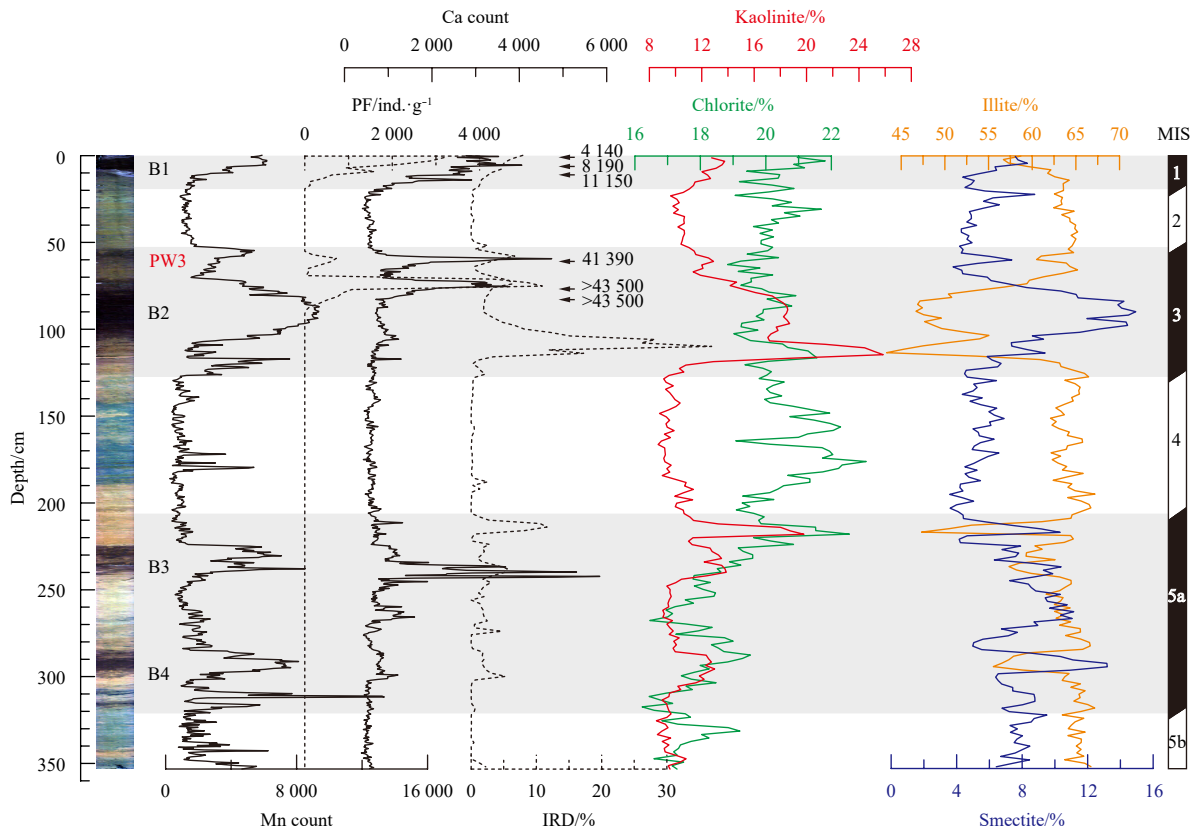 Ca count
Kaolinite/%
0 2 000 4 000 6 000
8 12 16 20 24 28
PF/ind.·g⁻¹
Chlorite/%
Illite/%
0 2 000 4 000
16 18 20 22
45 50 55 60 65 70
MIS
0
50
100
150
200
250
300
350
Depth/cm
B1
PW3
B2
B3
B4
4 140
8 190
11 150
41 390
>43 500
>43 500
1
2
3
4
5a
5b
0 8 000 16 000
0 10 20 30
0 4 8 12 16
Mn count
IRD/%
Smectite/%